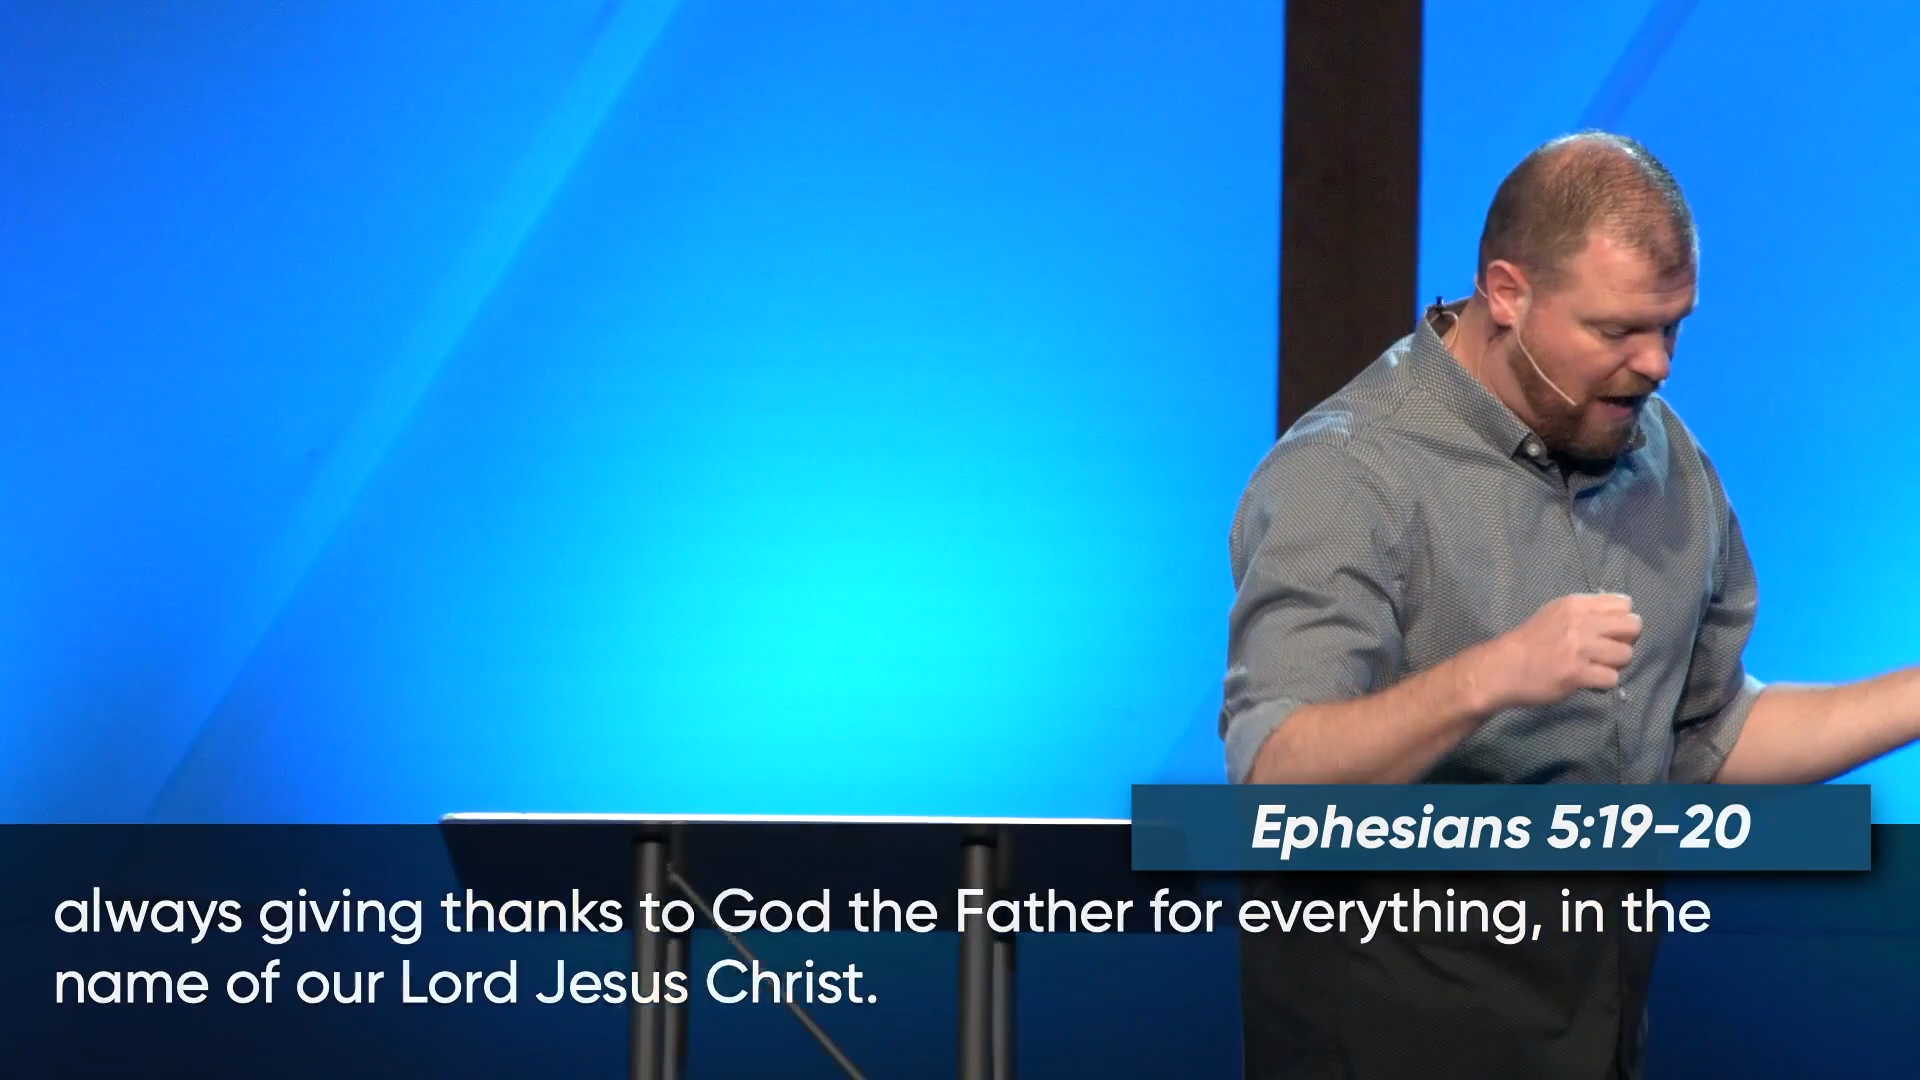 Ephesians 5:19-20
always giving thanks to God the Father for everything, in the
name of our Lord Jesus Christ.